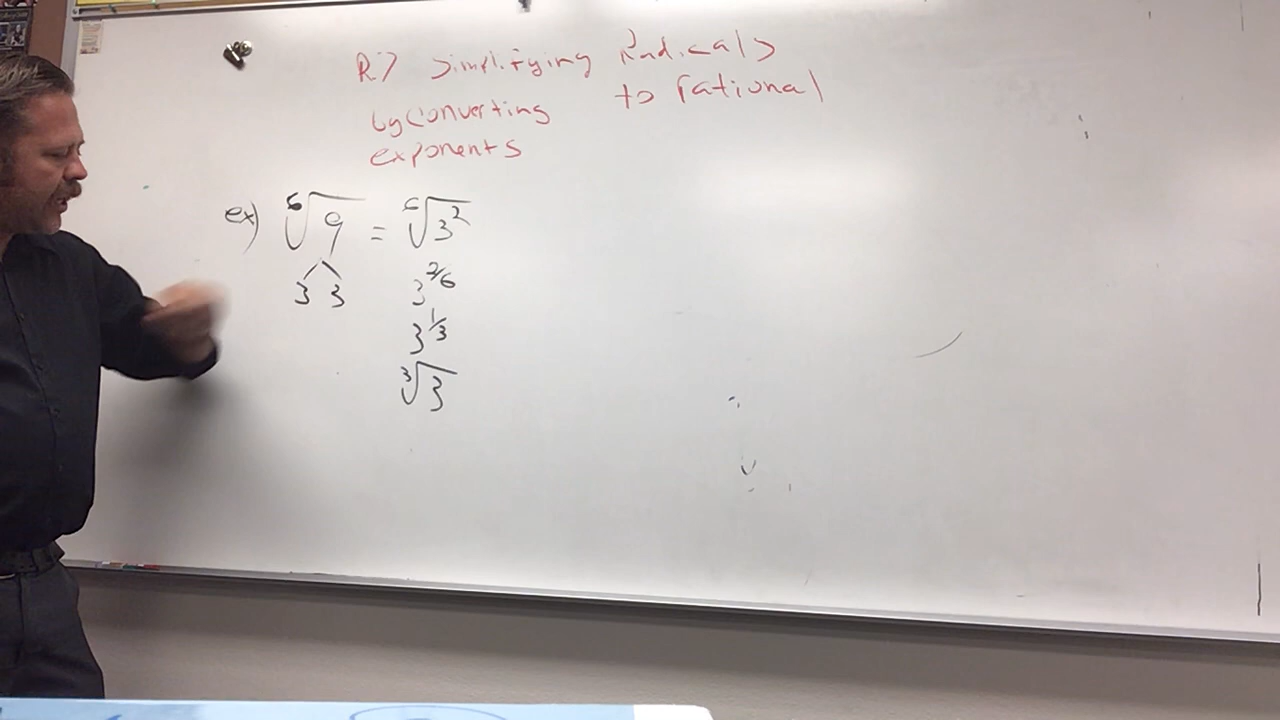 R.7 Simplifying Radicals
by converting to rational
exponents
ex) ⁶√9 = ⁶√3²
3 3
3^2/6
3^1/3
³√3